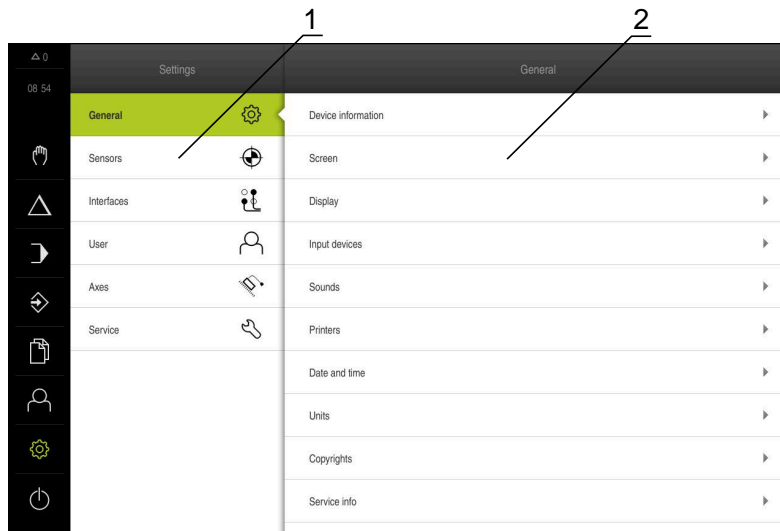 1
2
0
08 54
Settings
General
General
Sensors
Interfaces
User
Axes
Service
Device information
Screen
Display
Input devices
Sounds
Printers
Date and time
Units
Copyrights
Service info